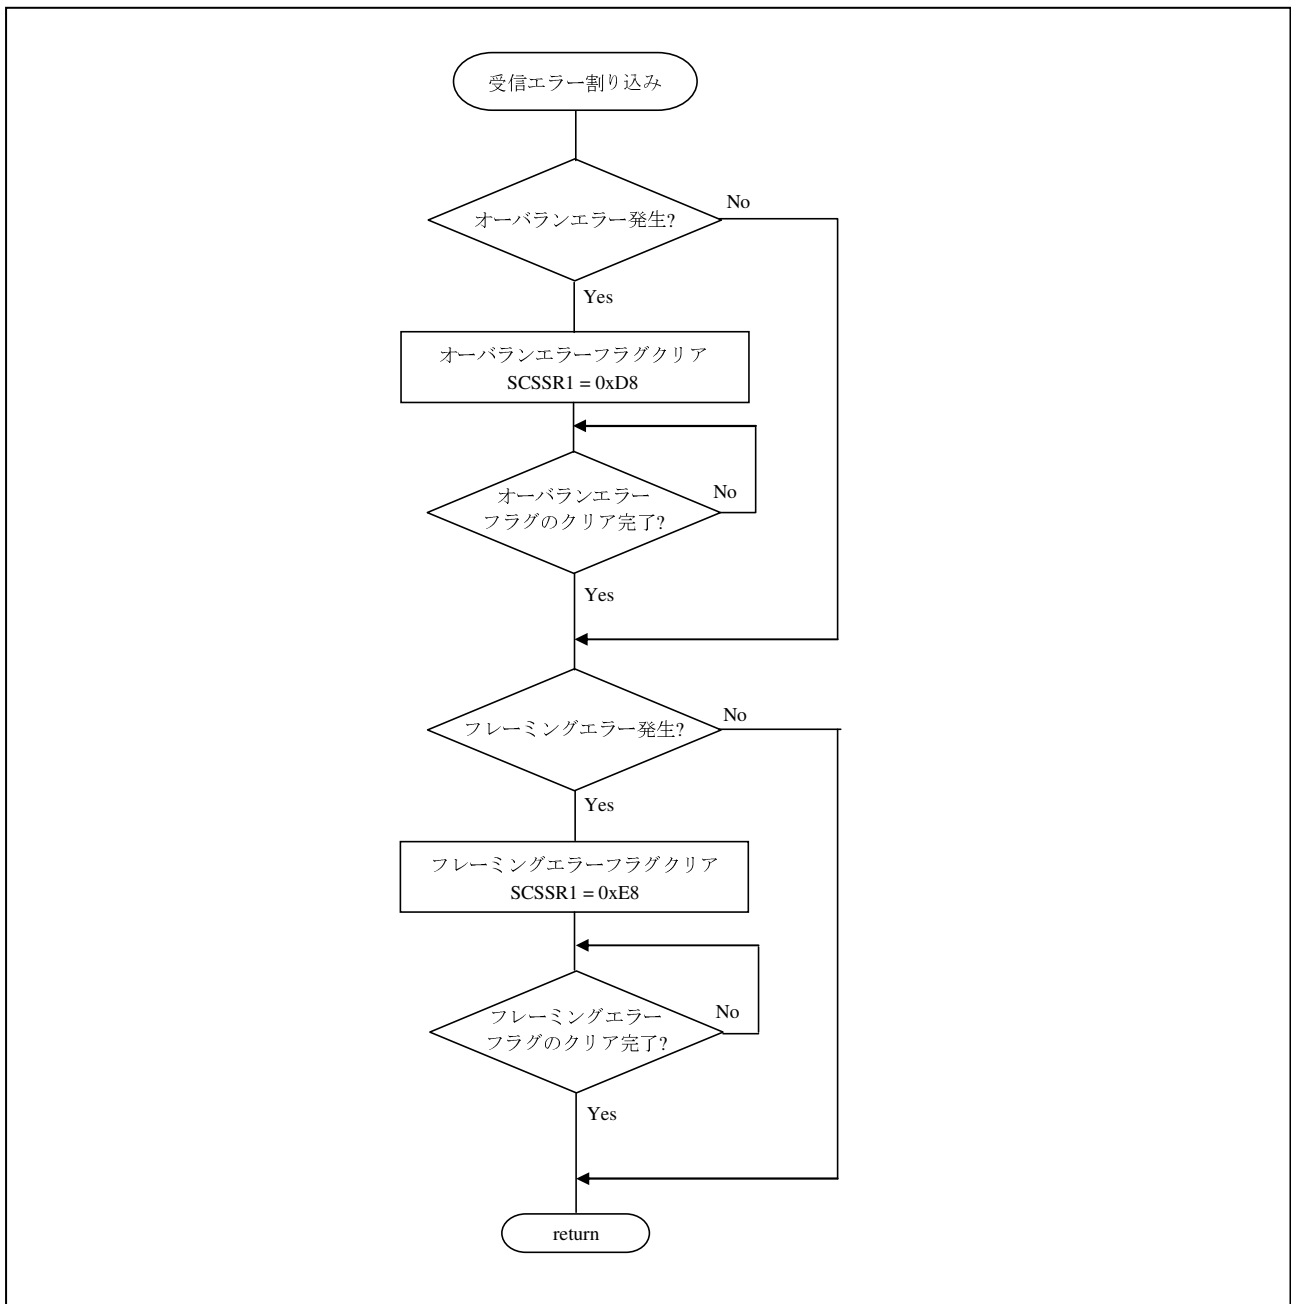 受信エラー割り込み
オーバランエラー発生?
No
Yes
オーバランエラーフラグクリア
SCSSR1 = 0xD8
オーバランエラー
フラグのクリア完了?
No
Yes
フレーミングエラー発生?
No
Yes
フレーミングエラーフラグクリア
SCSSR1 = 0xE8
フレーミングエラー
フラグのクリア完了?
No
Yes
return